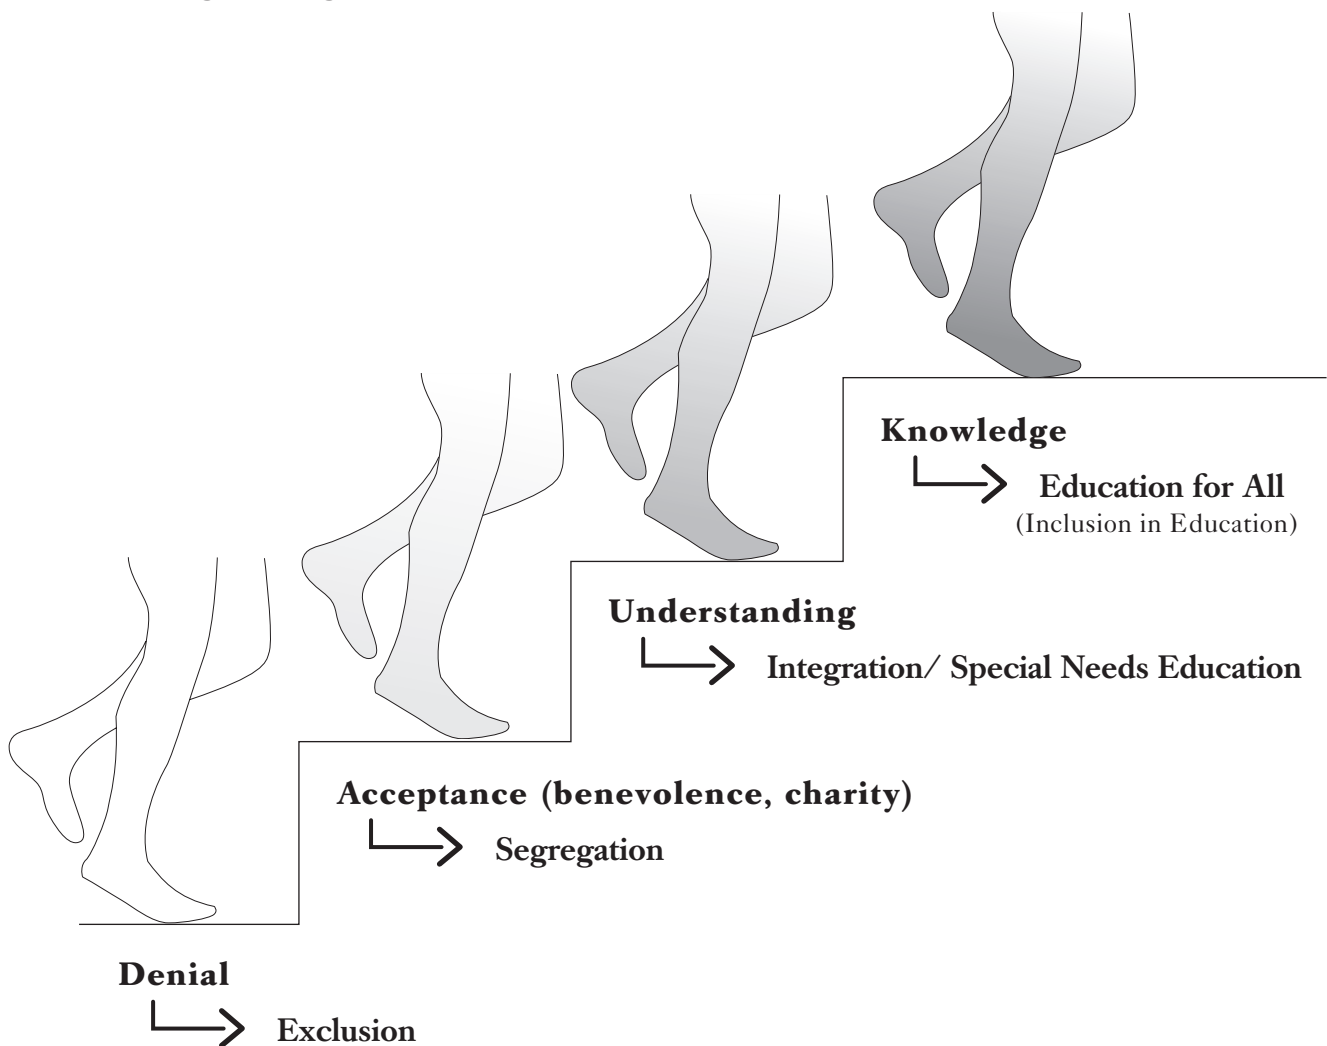 Knowledge
Education for All
(Inclusion in Education)
Understanding
Integration/ Special Needs Education
Acceptance (benevolence, charity)
Segregation
Denial
Exclusion